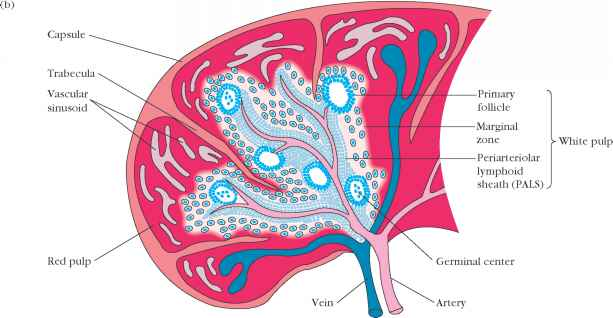 (b)
Capsule
Trabecula
Vascular
sinusoid
Red pulp
Primary
follicle
Marginal
zone
Periarteriolar
lymphoid
sheath (PALS)
White pulp
Germinal center
Vein
Artery